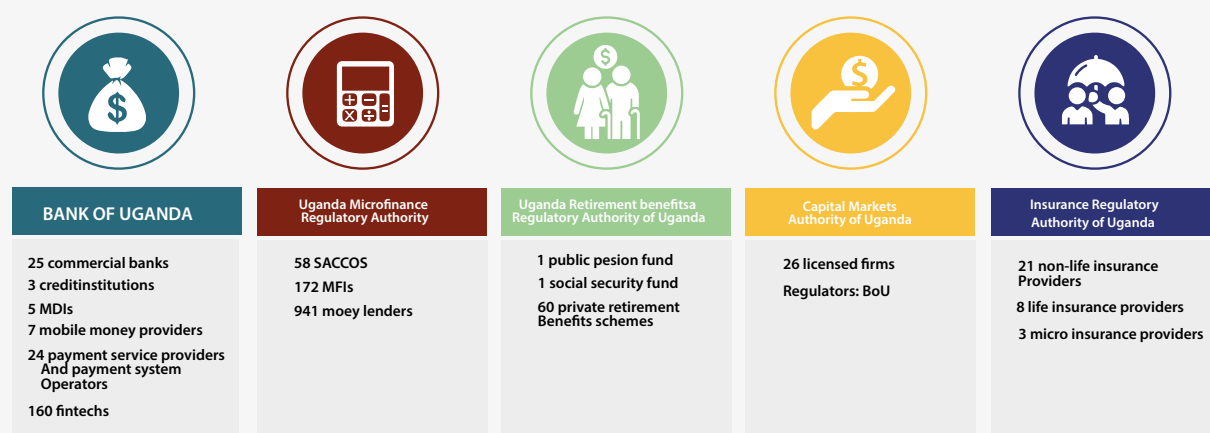 BANK OF UGANDA
25 commercial banks
3 creditinstitutions
5 MDIs
7 mobile money providers
24 payment service providers
And payment system
Operators
160 fintechs
Uganda Microfinance
Regulatory Authority
58 SACCOS
172 MFIs
941 moey lenders
Uganda Retirement benefitsa
Regulatory Authority of Uganda
1 public pesion fund
1 social security fund
60 private retirement
Benefits schemes
Capital Markets
Authority of Uganda
26 licensed firms
Regulators: BoU
Insurance Regulatory
Authority of Uganda
21 non-life insurance
Providers
8 life insurance providers
3 micro insurance providers